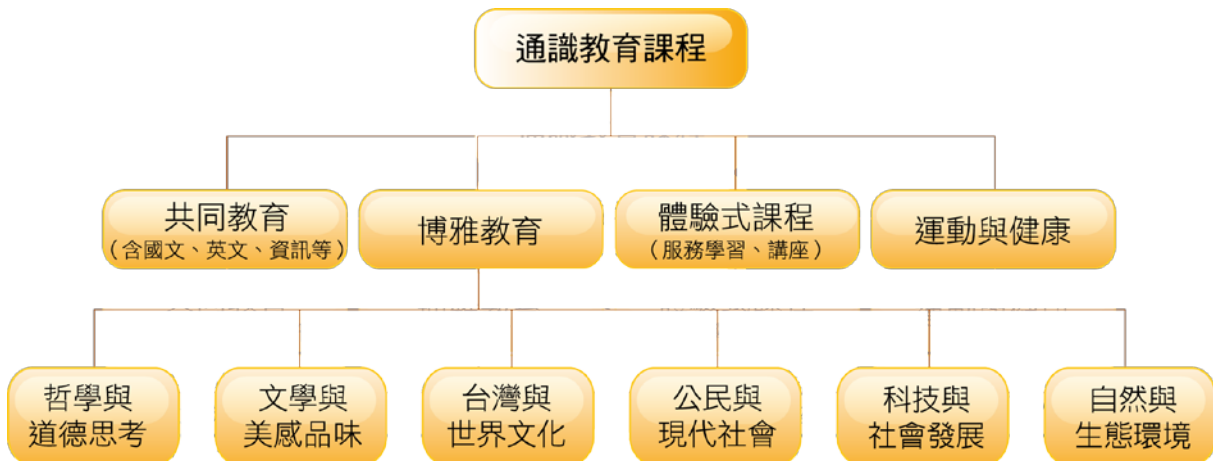 通識教育課程
共同教育
（含國文、英文、資訊等）
博雅教育
體驗式課程
（服務學習、講座）
運動與健康
哲學與
道德思考
文學與
美感品味
台灣與
世界文化
公民與
現代社會
科技與
社會發展
自然與
生態環境